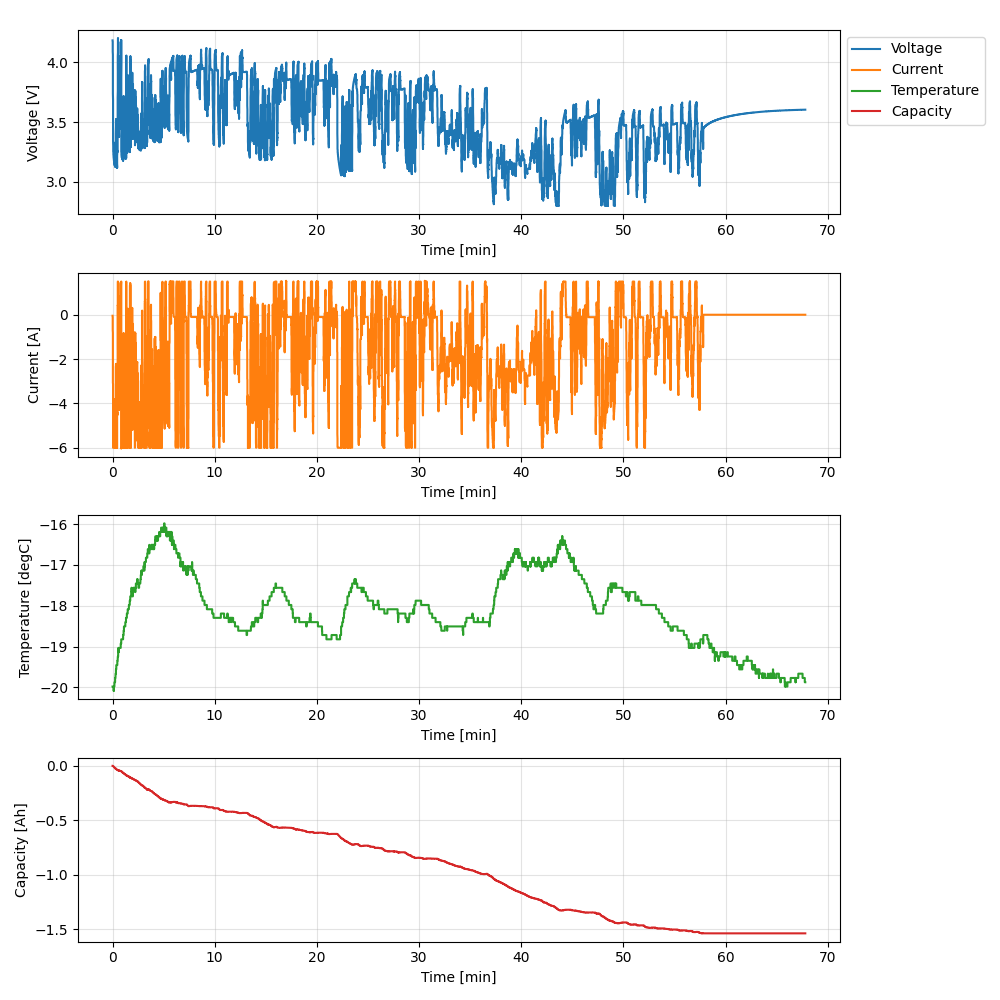 4.0
3.5
3.0
Voltage [V]
0 10 20 30 40 50 60 70
Time [min]
Voltage
Current
Temperature
Capacity
0
−2
−4
−6
Current [A]
0 10 20 30 40 50 60 70
Time [min]
−16
−17
−18
−19
−20
Temperature [degC]
0 10 20 30 40 50 60 70
Time [min]
0.0
−0.5
−1.0
−1.5
Capacity [Ah]
0 10 20 30 40 50 60 70
Time [min]